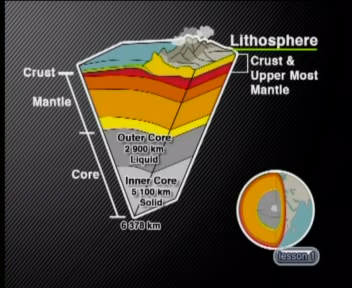 Lithosphere
Crust &
Upper Most
Mantle
Crust
Mantle
Core
Outer Core
2 900 km
Liquid
Inner Core
5 100 km
Solid
6 378 km
lesson 1